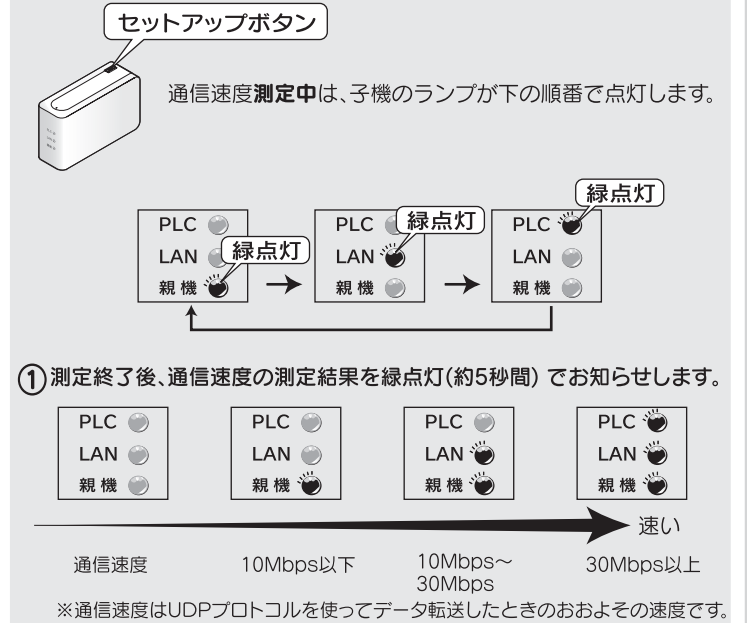 セットアップボタン
通信速度測定中は、子機のランプが下の順番で点灯します。
PLC
LAN
親機
緑点灯
PLC
LAN
親機
緑点灯
PLC
LAN
親機
緑点灯
①測定終了後、通信速度の測定結果を緑点灯(約5秒間) でお知らせします。
PLC
LAN
親機
PLC
LAN
親機
PLC
LAN
親機
PLC
LAN
親機
速い
通信速度
10Mbps以下
10Mbps～
30Mbps
30Mbps以上
※通信速度はUDPプロトコルを使ってデータ転送したときのおおよその速度です。